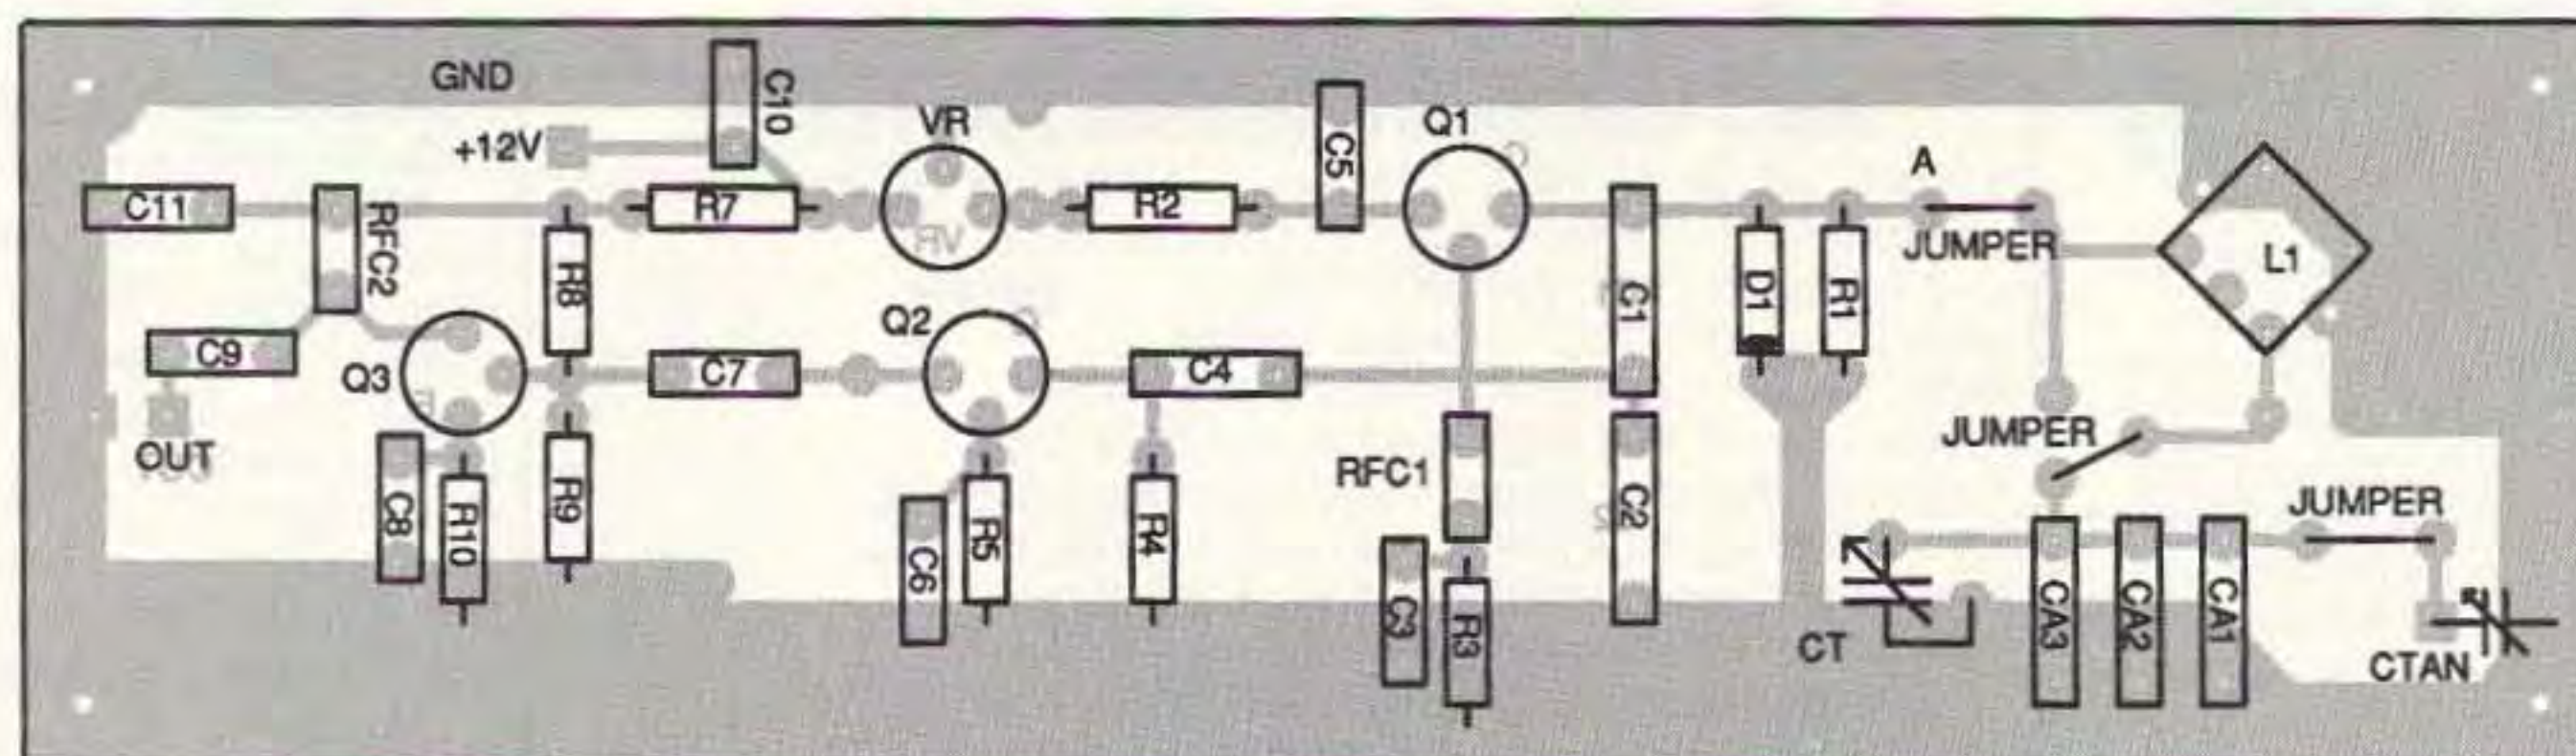 GND
C10
+12V
VR
C5
Q1
A
C11
RFC2
R7
VR
R2
JUMPER
L1
R8
C1
D1
R1
C9
Q3
C7
Q2
C4
OUT
JUMPER
C8
R10
R9
C6
R5
R4
RFC1
C2
JUMPER
C3
R3
CT
CA3
CA2
CA1
CTAN